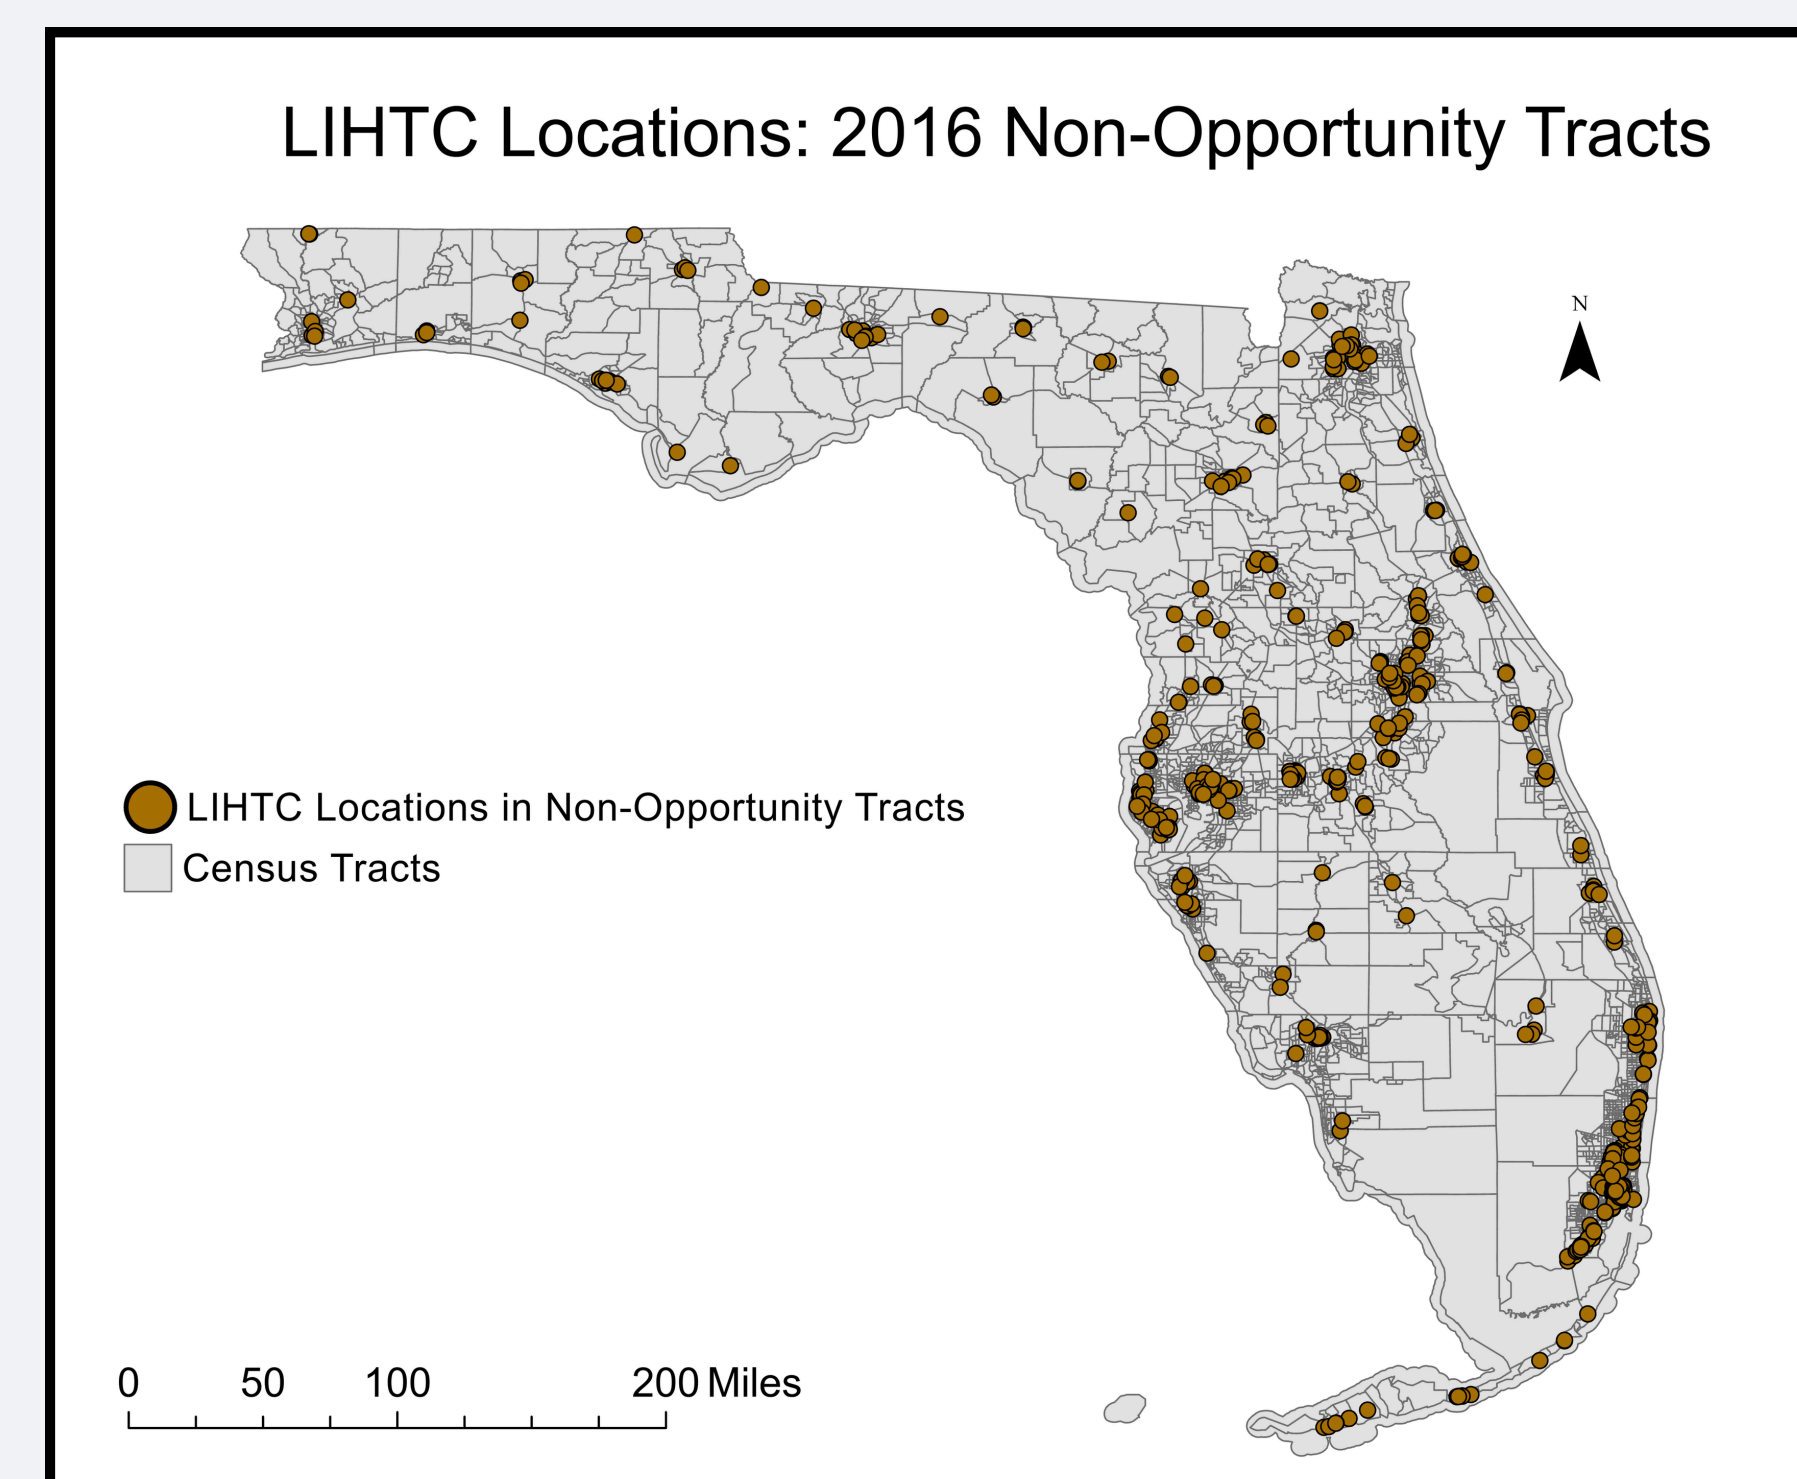 LIHTC Locations: 2016 Non-Opportunity Tracts
N
LIHTC Locations in Non-Opportunity Tracts
Census Tracts
0 50 100 200 Miles